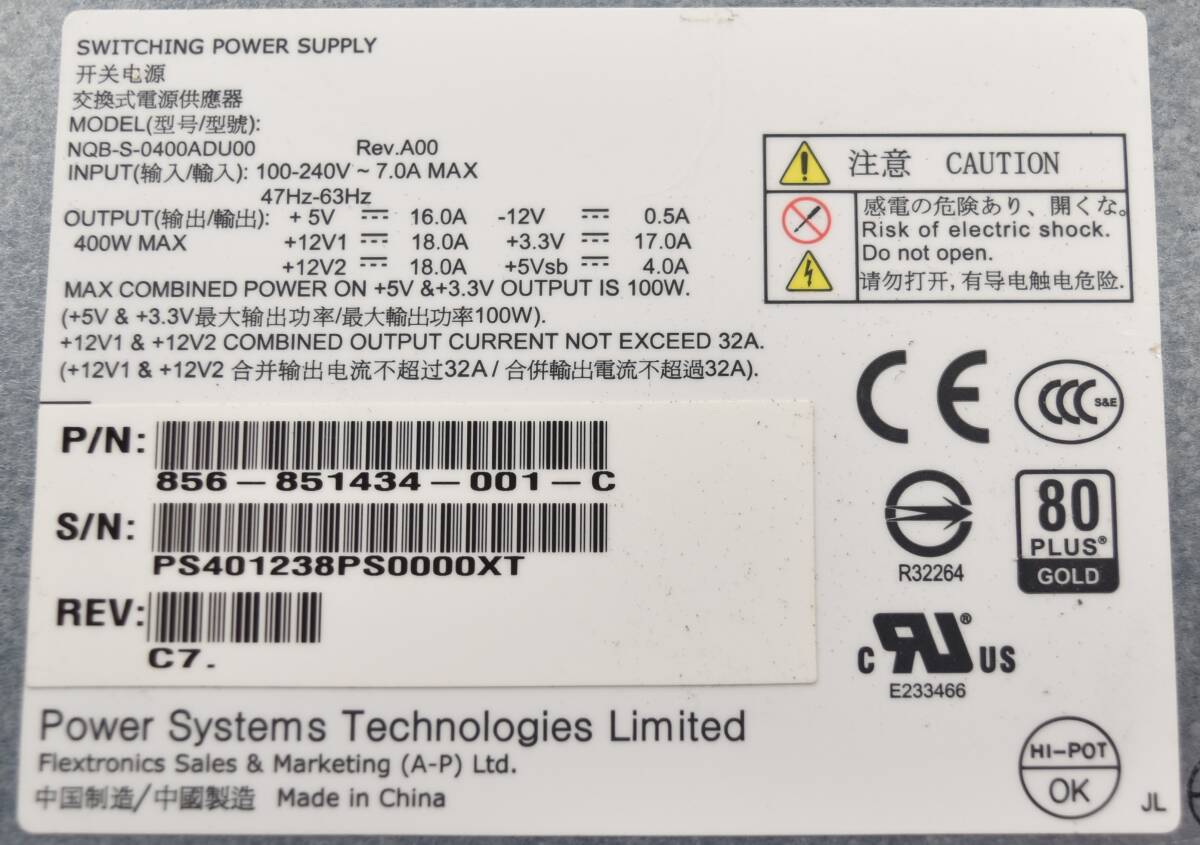 SWITCHING POWER SUPPLY
开关电源
交換式電源供應器
MODEL(型号/型號):
NQB-S-0400ADU00 Rev.A00
INPUT(输入/輸入): 100-240V ~ 7.0A MAX
47Hz-63Hz
OUTPUT(输出/輸出): + 5V ⎓ 16.0A -12V ⎓ 0.5A
400W MAX +12V1 ⎓ 18.0A +3.3V ⎓ 17.0A
+12V2 ⎓ 18.0A +5Vsb ⎓ 4.0A
MAX COMBINED POWER ON +5V &+3.3V OUTPUT IS 100W.
(+5V & +3.3V最大输出功率/最大輸出功率100W).
+12V1 & +12V2 COMBINED OUTPUT CURRENT NOT EXCEED 32A.
(+12V1 & +12V2 合并输出电流不超过32A / 合併輸出電流不超過32A).
注意 CAUTION
感電の危険あり、開くな。
Risk of electric shock.
Do not open.
请勿打开, 有导电触电危险.
P/N:
856-851434-001-C
S/N:
PS401238PS0000XT
REV:
C7.
CE
CCC S&E
R32264
80
PLUS®
GOLD
C RU® US
E233466
Power Systems Technologies Limited
Flextronics Sales & Marketing (A-P) Ltd.
中国制造/中國製造 Made in China
HI-POT
OK
JL